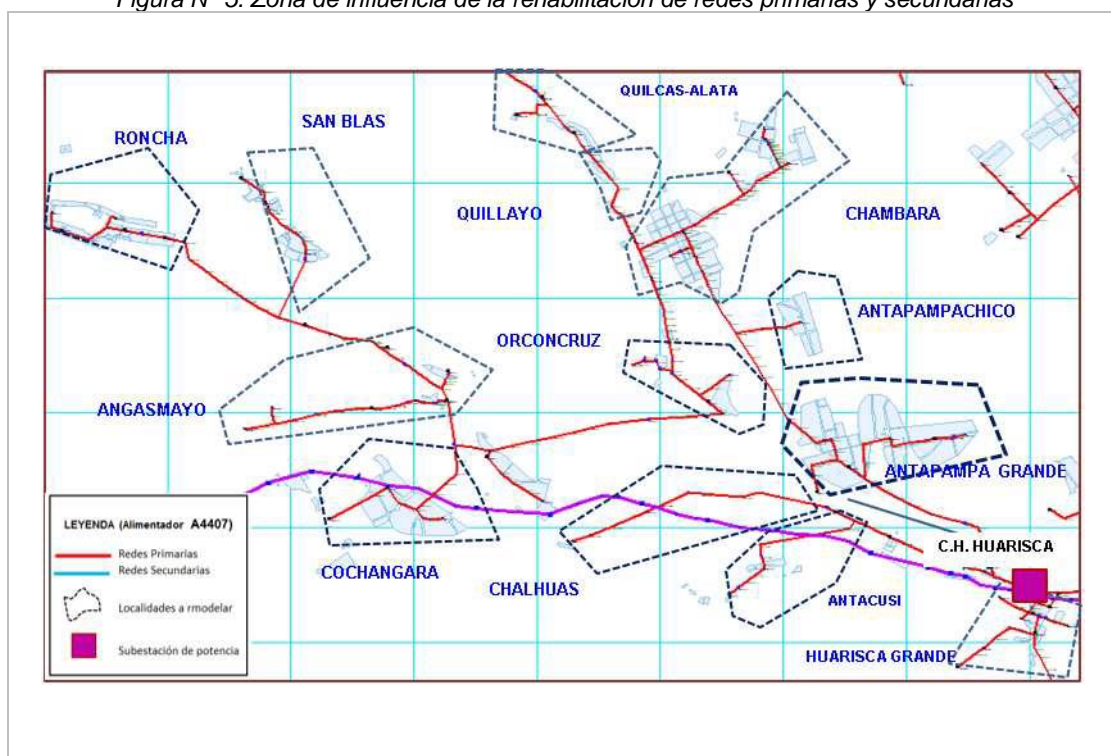 Figura N° 5: Zona de influencia de la rehabilitación de redes primarias y secundarias
QUILCAS-ALATA
SAN BLAS
RONCHA
QUILLAYO
CHAMBARA
ANTAPAMPACHICO
ORCONCRUZ
ANGASMAYO
ANTAPAMPA GRANDE
LEYENDA (Alimentador A4407)
Redes Primarias
Redes Secundarias
Localidades a rmodelar
Subestación de potencia
C.H. HUARISCA
COCHANGARA
CHALHUAS
ANTACUSI
HUARISCA GRANDE